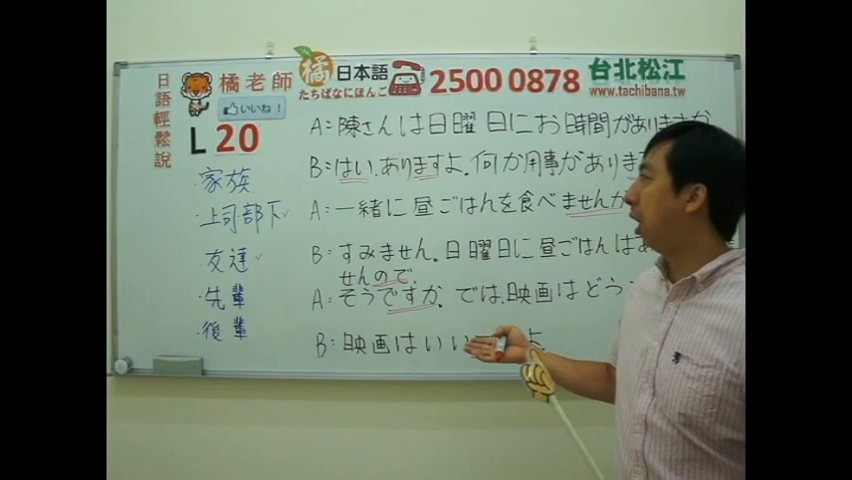 日語輕鬆說
橘老師
いいね!
L 20
橘 日本語
たちばなにほんご
2500 0878
台北松江
www.tachibana.tw
・家族
・上司部下
友達
・先輩
・後輩
A:陳さんは日曜日にお時間がありますか
B:はい、ありますよ。何か用事があります
A:一緒に昼ごはんを食べませんか
B:すみません。日曜日に昼ごはんは
せんので。
A:そうですか。では、映画はどう
B:映画はいい よ。